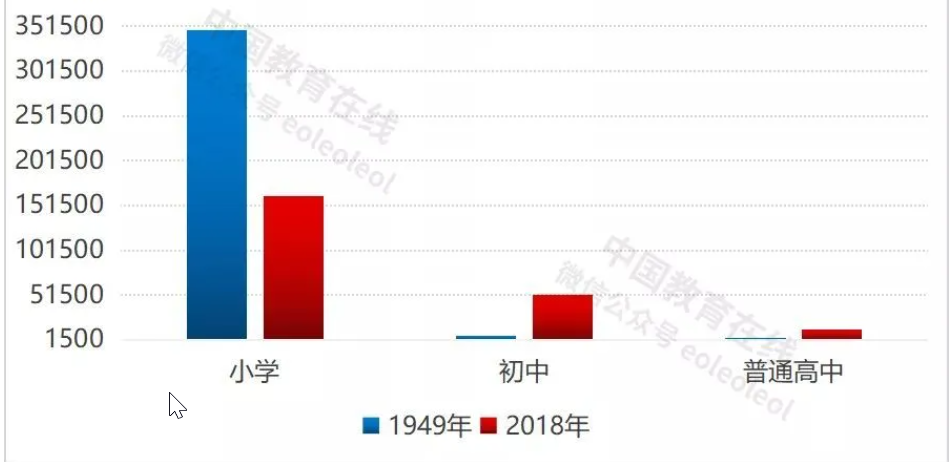 351500
301500
251500
201500
151500
101500
51500
1500
小学
初中
普通高中
1949年
2018年
中国教育在线
微信公众号 eoleoleol
中国教育在线
微信公众号 eoleoleol